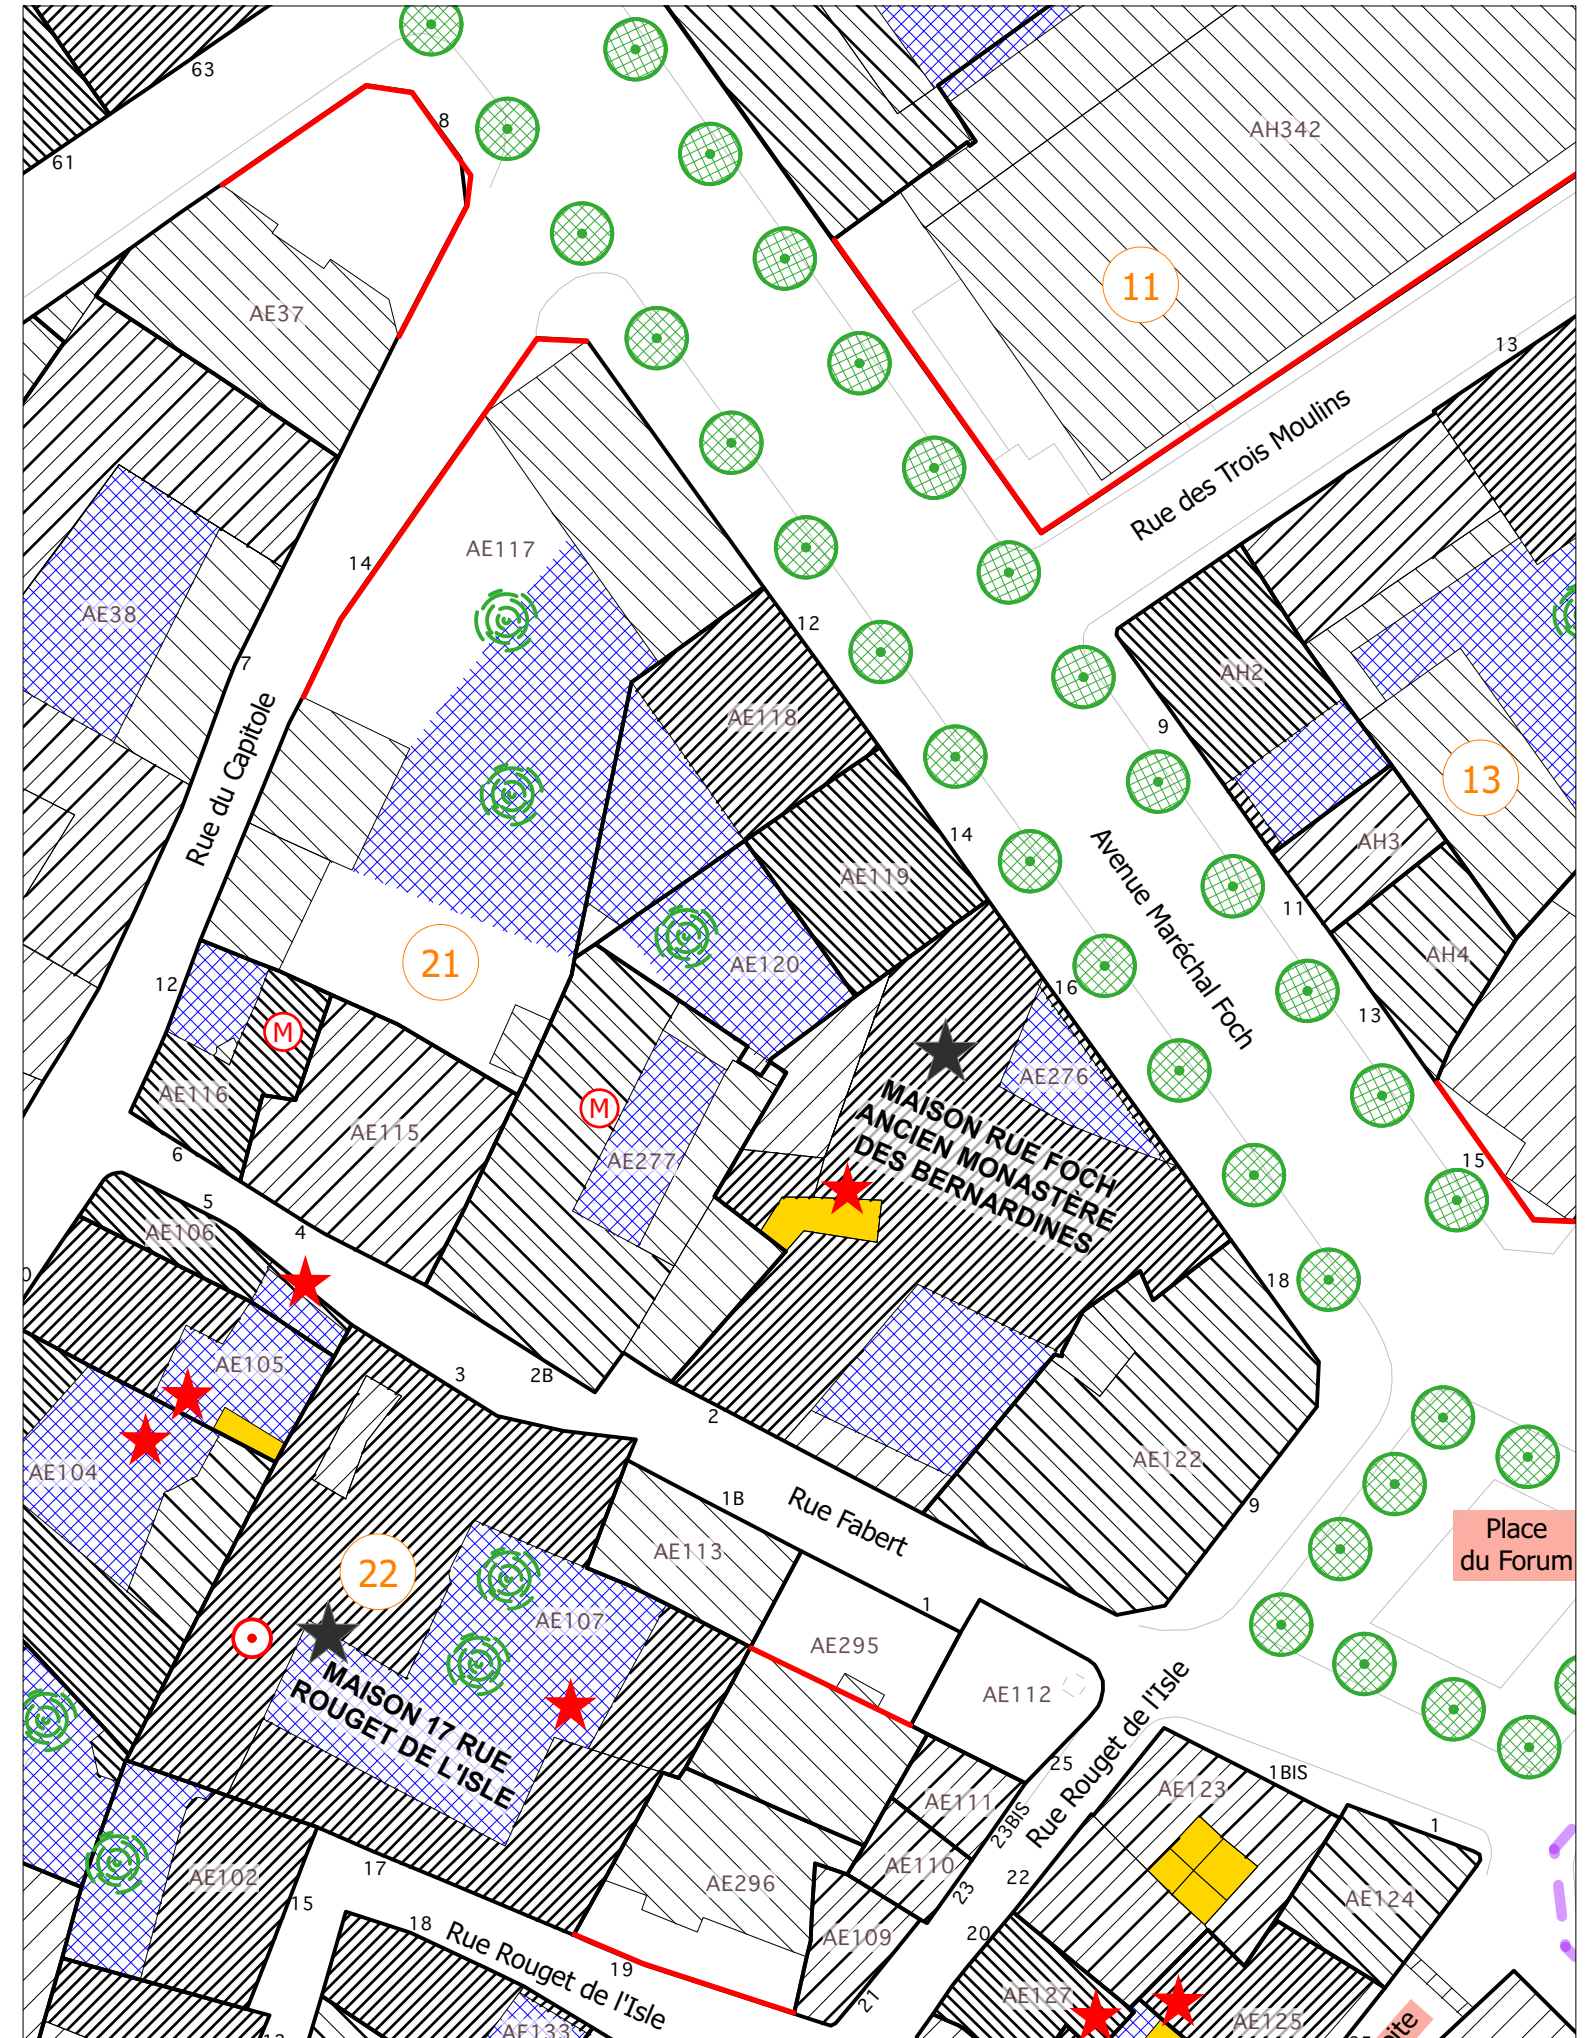 63
61
8
AH342
11
AE37
13
Rue des Trois Moulins
14
AE117
AE38
12
7
AH2
AE118
9
13
Rue du Capitole
14
AH3
AE119
Avenue Maréchal Foch
11
AH4
21
AE120
12
16
13
M
AE276
AE116
M
MAISON RUE FOCH
ANCIEN MONASTÈRE
DES BERNARDINES
AE115
6
AE277
15
5
AE106
4
0
18
AE105
3
2B
2
AE104
AE122
1B
Rue Fabert
9
Place
du Forum
AE113
22
1
AE107
AE295
MAISON 17 RUE
ROUGET DE L'ISLE
AE112
Rue Rouget de l'Isle
25
1BIS
AE123
AE111
23BIS
1
17
AE110
AE102
AE296
22
23
AE124
15
18
Rue Rouget de l'Isle
AE109
20
19
21
AE127
AE125
AE133